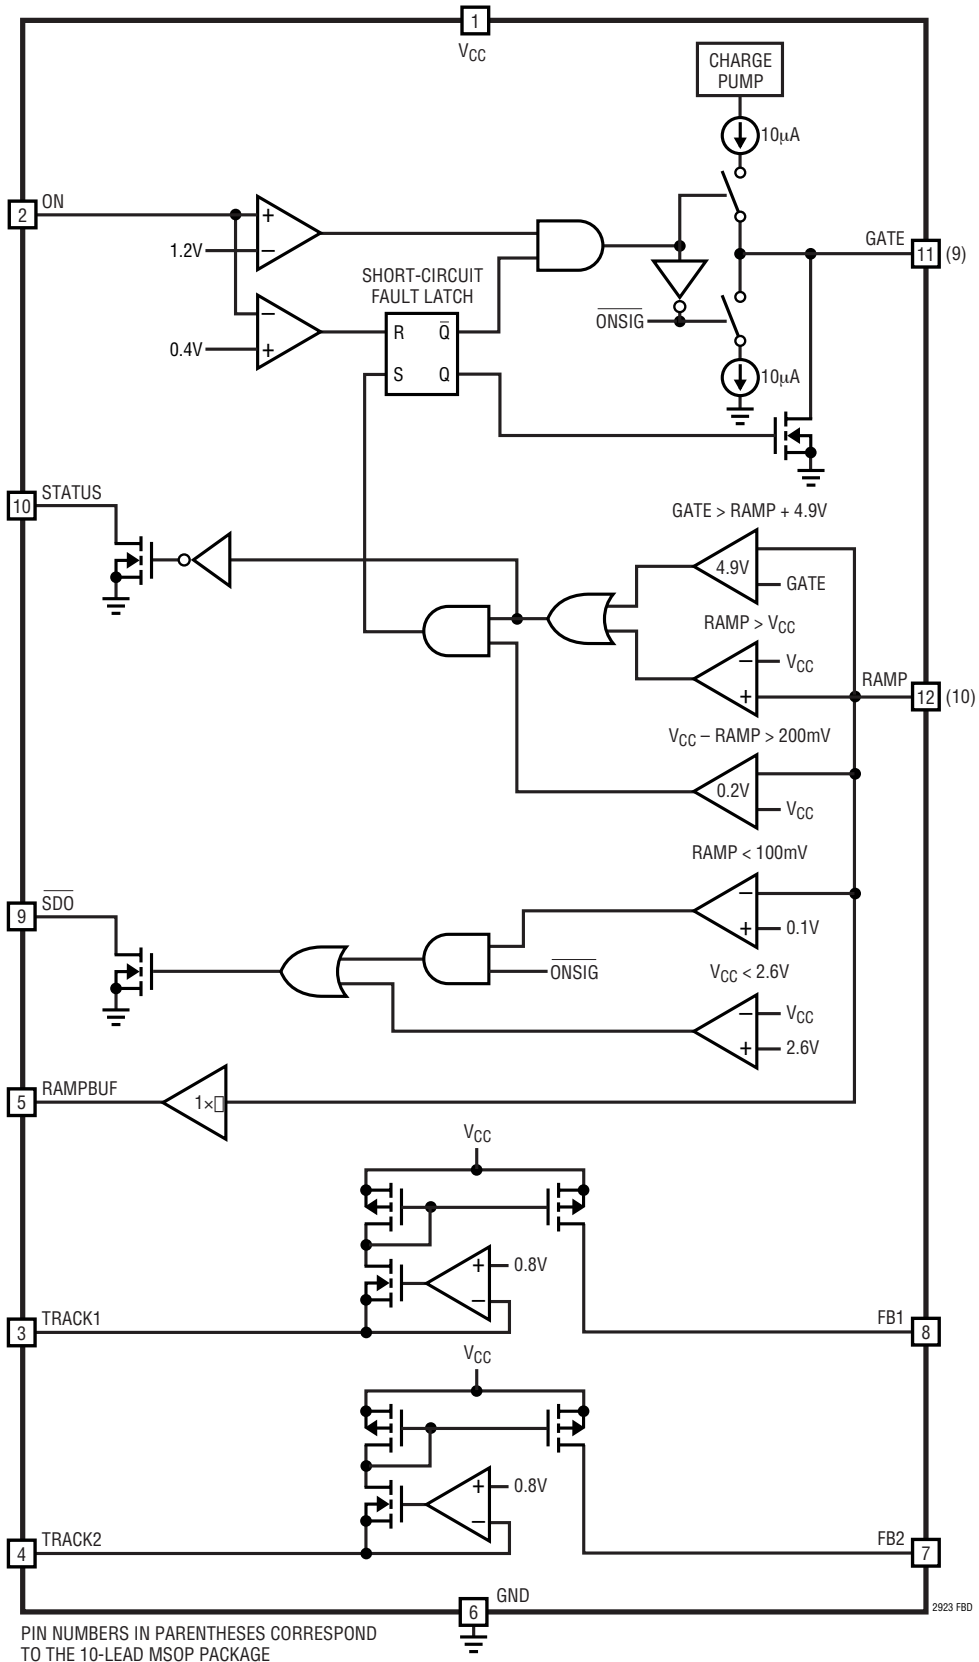 1
VCC
CHARGE
PUMP
10µA
2
ON
+
1.2V
−
GATE
11
(9)
SHORT-CIRCUIT
FAULT LATCH
−
0.4V
+
R
Q̅
S
Q
O̅N̅S̅I̅G̅
10µA
10
STATUS
GATE > RAMP + 4.9V
4.9V
GATE
RAMP > VCC
−
VCC
+
RAMP
12
(10)
VCC – RAMP > 200mV
0.2V
VCC
RAMP < 100mV
9
S̅D̅O̅
−
+
0.1V
O̅N̅S̅I̅G̅
VCC < 2.6V
−
VCC
+
2.6V
5
RAMPBUF
1×
VCC
+
0.8V
−
3
TRACK1
FB1
8
VCC
+
0.8V
−
4
TRACK2
FB2
7
6
GND
2923 FBD
PIN NUMBERS IN PARENTHESES CORRESPOND
TO THE 10-LEAD MSOP PACKAGE